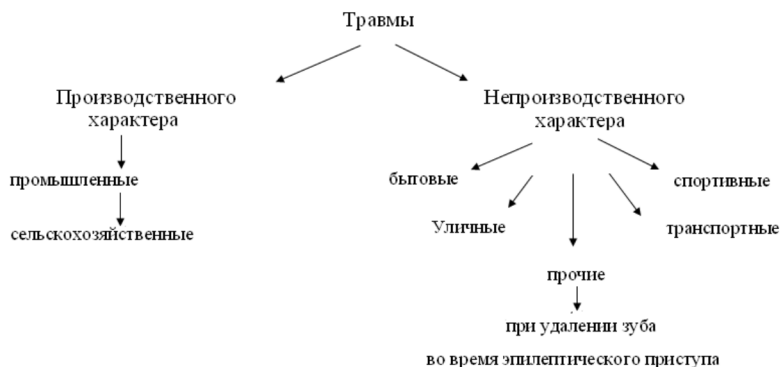 Травмы
Производственного
характера
Непроизводственного
характера
промышленные
сельскохозяйственные
бытовые
спортивные
Уличные
транспортные
прочие
при удалении зуба
во время эпилептического приступа